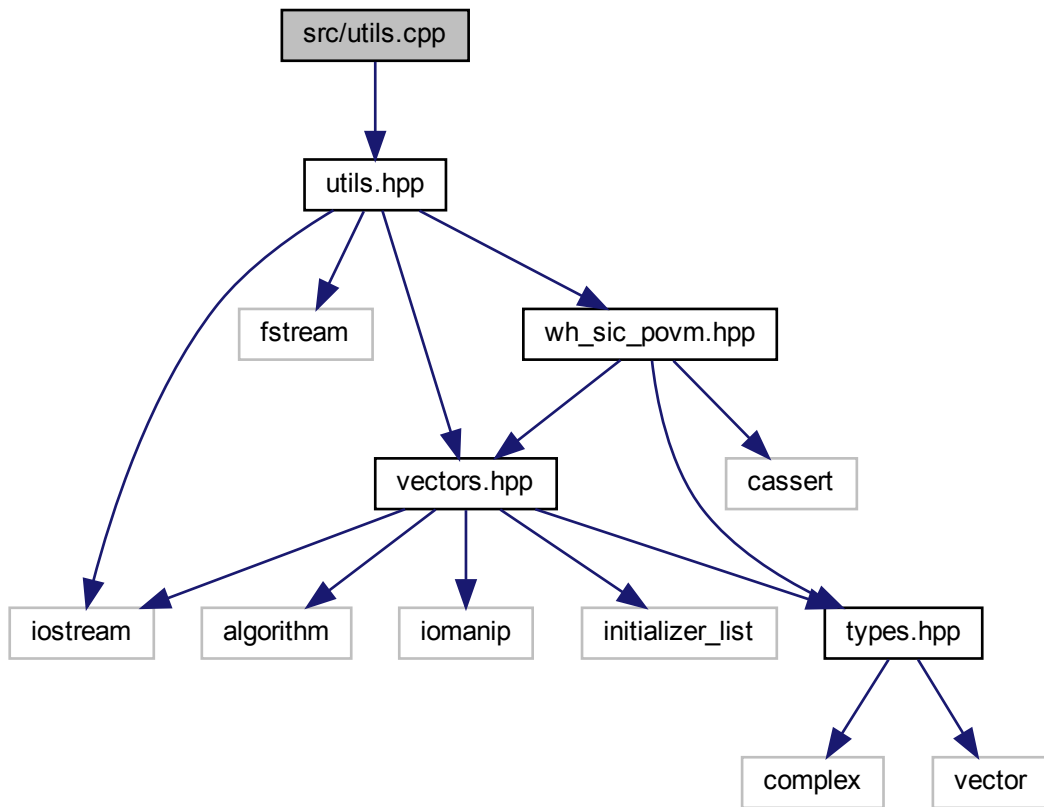 src/utils.cpp
utils.hpp
fstream
wh_sic_povm.hpp
vectors.hpp
cassert
iostream
algorithm
iomanip
initializer_list
types.hpp
complex
vector